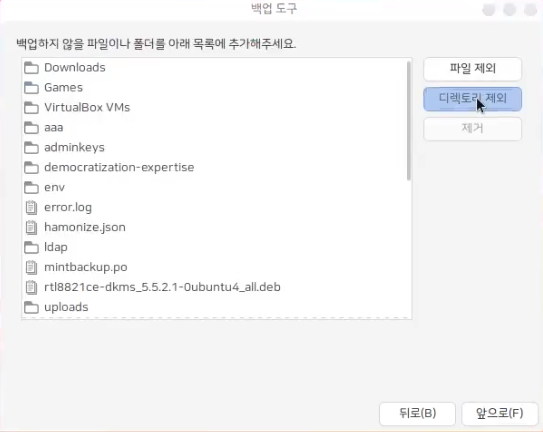 백업 도구
백업하지 않을 파일이나 폴더를 아래 목록에 추가해주세요.
Downloads
Games
VirtualBox VMs
aaa
adminkeys
democratization-expertise
env
error.log
hamonize.json
ldap
mintbackup.po
rtl8821ce-dkms_5.5.2.1-0ubuntu4_all.deb
uploads
파일 제외
디렉토리 제외
제거
뒤로(B)
앞으로(F)